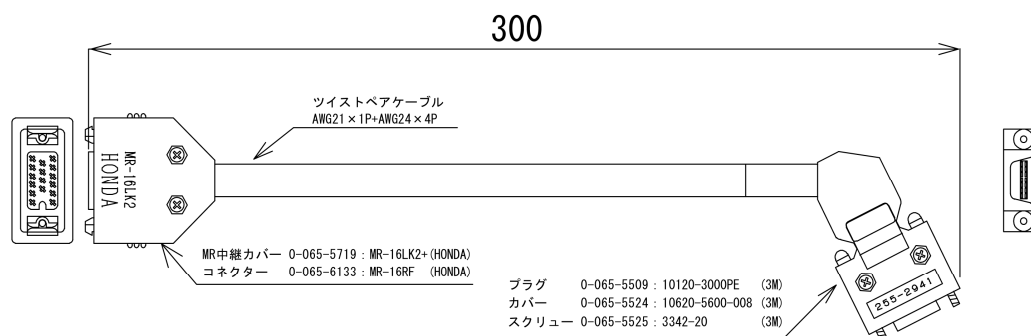 300
ツイストペアケーブル
AWG21×1P+AWG24×4P
MR-16LK2
HONDA
MR中継カバー 0-065-5719 : MR-16LK2+(HONDA)
コネクター 0-065-6133 : MR-16RF (HONDA)
プラグ 0-065-5509 : 10120-3000PE (3M)
カバー 0-065-5524 : 10620-5600-008 (3M)
スクリュー 0-065-5525 : 3342-20 (3M)
255-2941